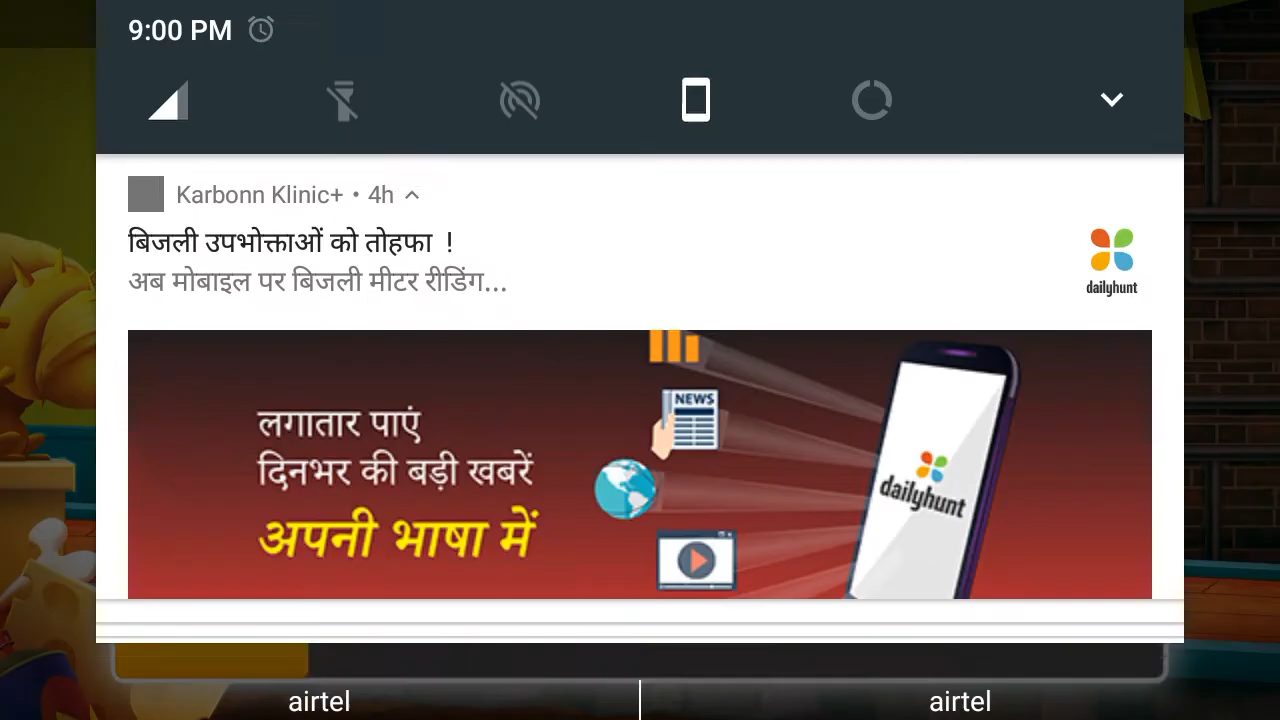 9:00 PM
Karbonn Klinic+ • 4h
बिजली उपभोक्ताओं को तोहफा !
अब मोबाइल पर बिजली मीटर रीडिंग...
dailyhunt
NEWS
लगातार पाएं
दिनभर की बड़ी खबरें
अपनी भाषा में
dailyhunt
airtel
airtel